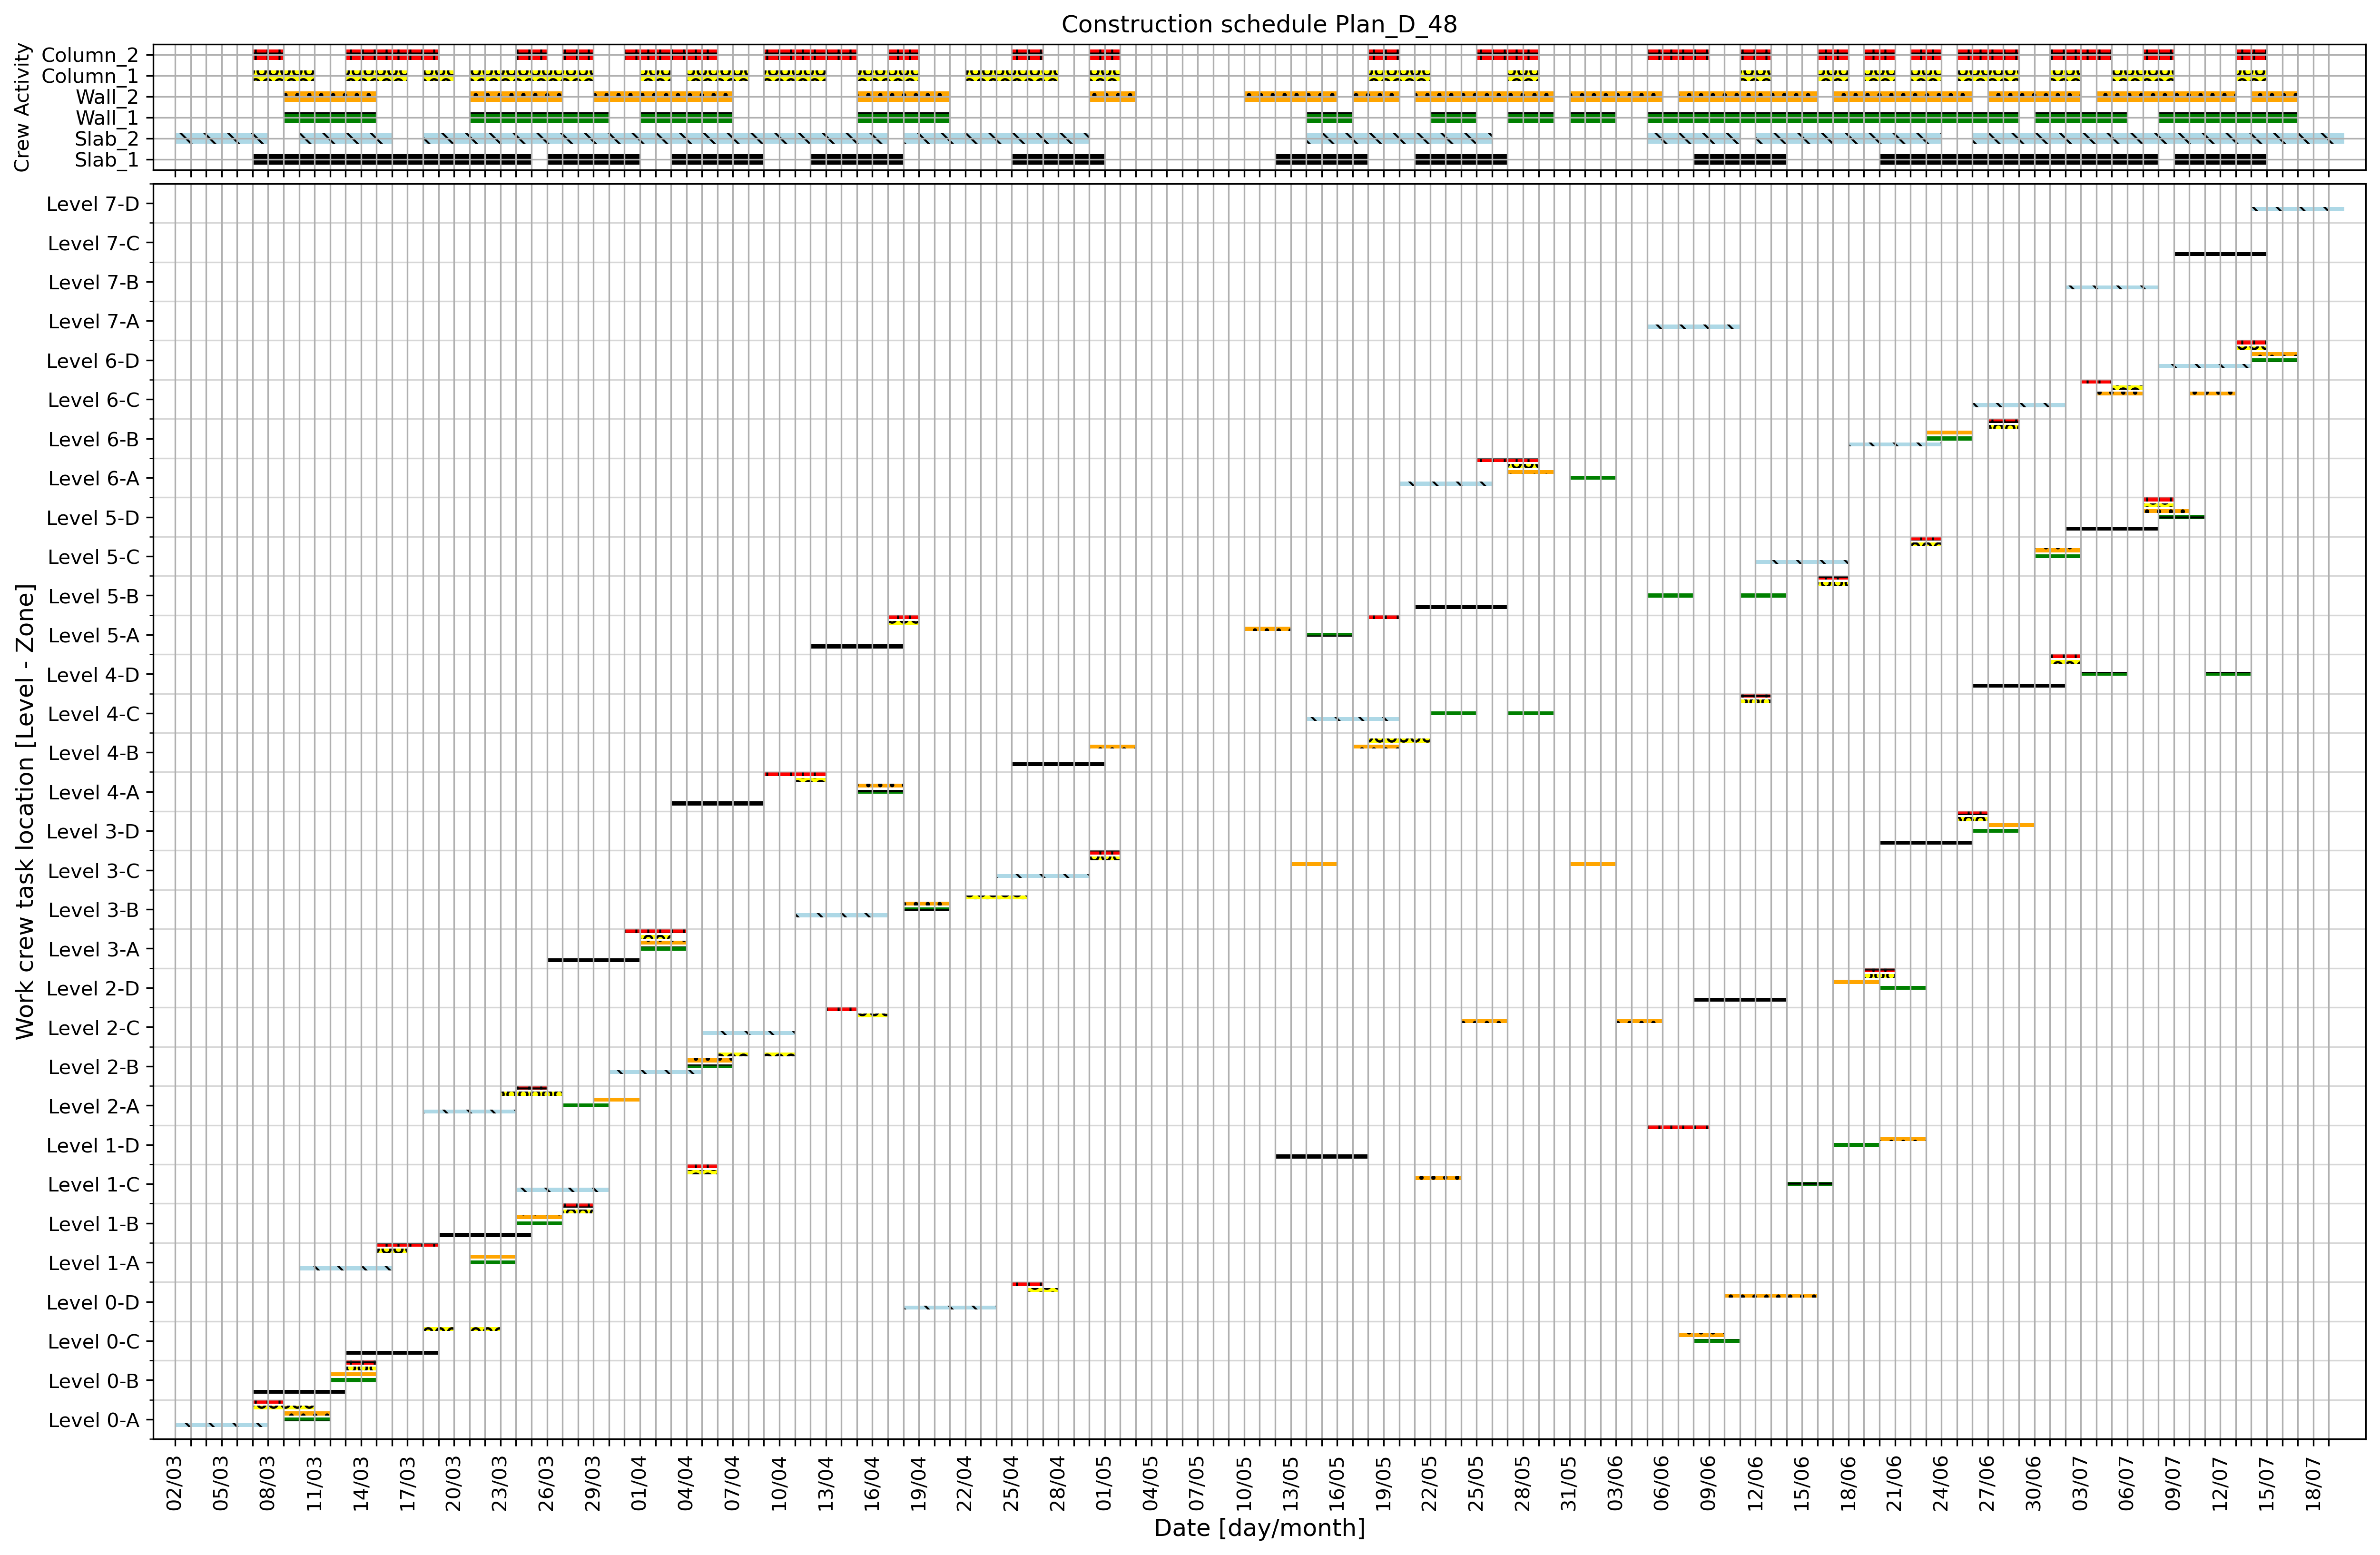 Construction schedule Plan_D_48
Crew Activity
Column_2
Column_1
Wall_2
Wall_1
Slab_2
Slab_1
Work crew task location [Level - Zone]
Level 7-D
Level 7-C
Level 7-B
Level 7-A
Level 6-D
Level 6-C
Level 6-B
Level 6-A
Level 5-D
Level 5-C
Level 5-B
Level 5-A
Level 4-D
Level 4-C
Level 4-B
Level 4-A
Level 3-D
Level 3-C
Level 3-B
Level 3-A
Level 2-D
Level 2-C
Level 2-B
Level 2-A
Level 1-D
Level 1-C
Level 1-B
Level 1-A
Level 0-D
Level 0-C
Level 0-B
Level 0-A
02/03 05/03 08/03 11/03 14/03 17/03 20/03 23/03 26/03 29/03 01/04 04/04 07/04 10/04 13/04 16/04 19/04 22/04 25/04 28/04 01/05 04/05 07/05 10/05 13/05 16/05 19/05 22/05 25/05 28/05 31/05 03/06 06/06 09/06 12/06 15/06 18/06 21/06 24/06 27/06 30/06 03/07 06/07 09/07 12/07 15/07 18/07
Date [day/month]